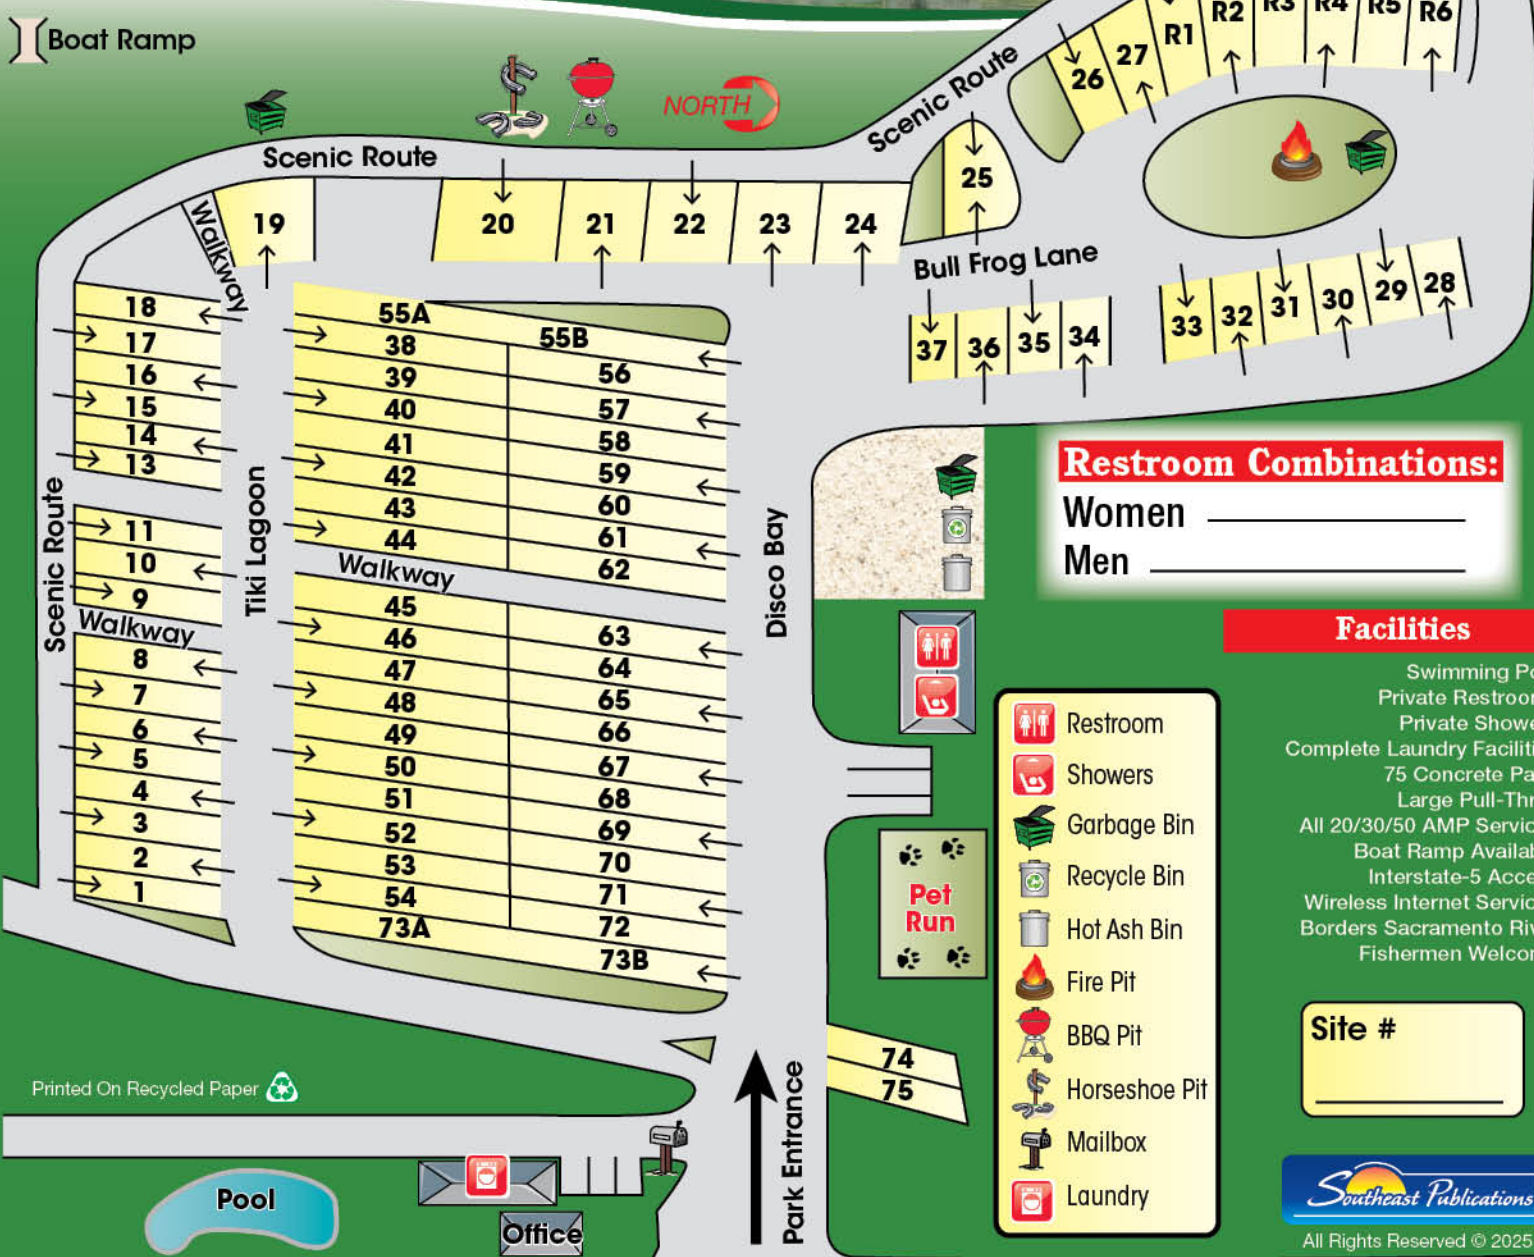 Boat Ramp
R1
R2
R3
R4
R5
R6
26
27
NORTH
Scenic Route
Scenic Route
25
Walkway
19
20
21
22
23
24
Bull Frog Lane
37
36
35
34
33
32
31
30
29
28
18
17
16
15
14
13
11
10
9
Walkway
8
7
6
5
4
3
2
1
Scenic Route
Tiki Lagoon
55A
55B
38
39
40
41
42
43
44
56
57
58
59
60
61
62
Walkway
45
46
47
48
49
50
51
52
53
54
73A
63
64
65
66
67
68
69
70
71
72
73B
Disco Bay
Restroom Combinations:
Women
Men
Facilities
Swimming Po
Private Restroo
Private Showe
Complete Laundry Faciliti
75 Concrete Pa
Large Pull-Thr
All 20/30/50 AMP Servic
Boat Ramp Availab
Interstate-5 Acce
Wireless Internet Servic
Borders Sacramento Riv
Fishermen Welco
Restroom
Showers
Garbage Bin
Recycle Bin
Hot Ash Bin
Fire Pit
BBQ Pit
Horseshoe Pit
Mailbox
Laundry
Pet
Run
74
75
Site #
Printed On Recycled Paper
Park Entrance
Pool
Office
Southeast Publications
All Rights Reserved © 2025